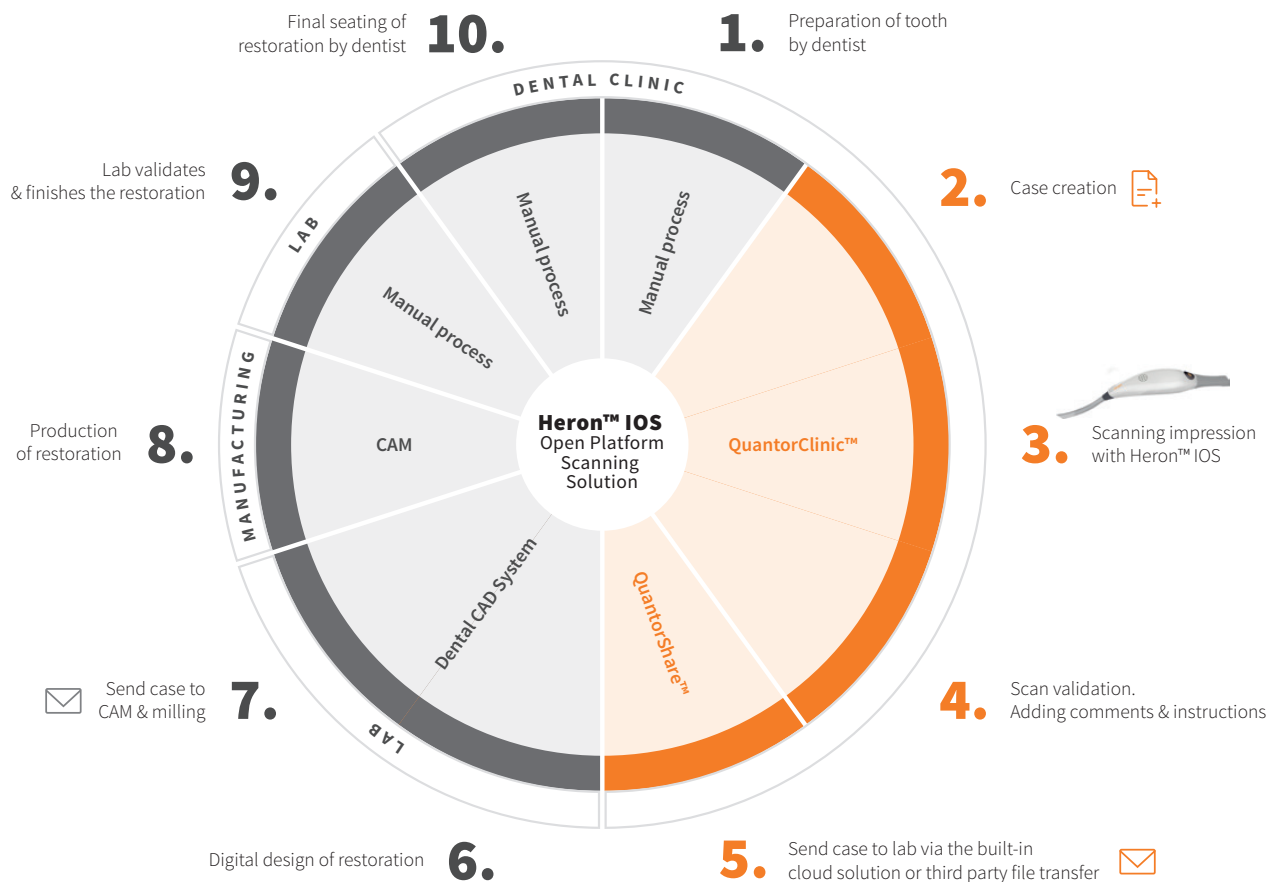 Final seating of
restoration by dentist
10.
1.
Preparation of tooth
by dentist
DENTAL CLINIC
Lab validates
& finishes the restoration
9.
2.
Case creation
LAB
Manual process
Manual process
Manual process
MANUFACTURING
Production
of restoration
8.
CAM
Heron™ IOS
Open Platform
Scanning
Solution
QuantorClinic™
3.
Scanning impression
with Heron™ IOS
Dental CAD System
QuantorShare™
Send case to
CAM & milling
7.
4.
Scan validation.
Adding comments & instructions
LAB
Digital design of restoration
6.
5.
Send case to lab via the built-in
cloud solution or third party file transfer